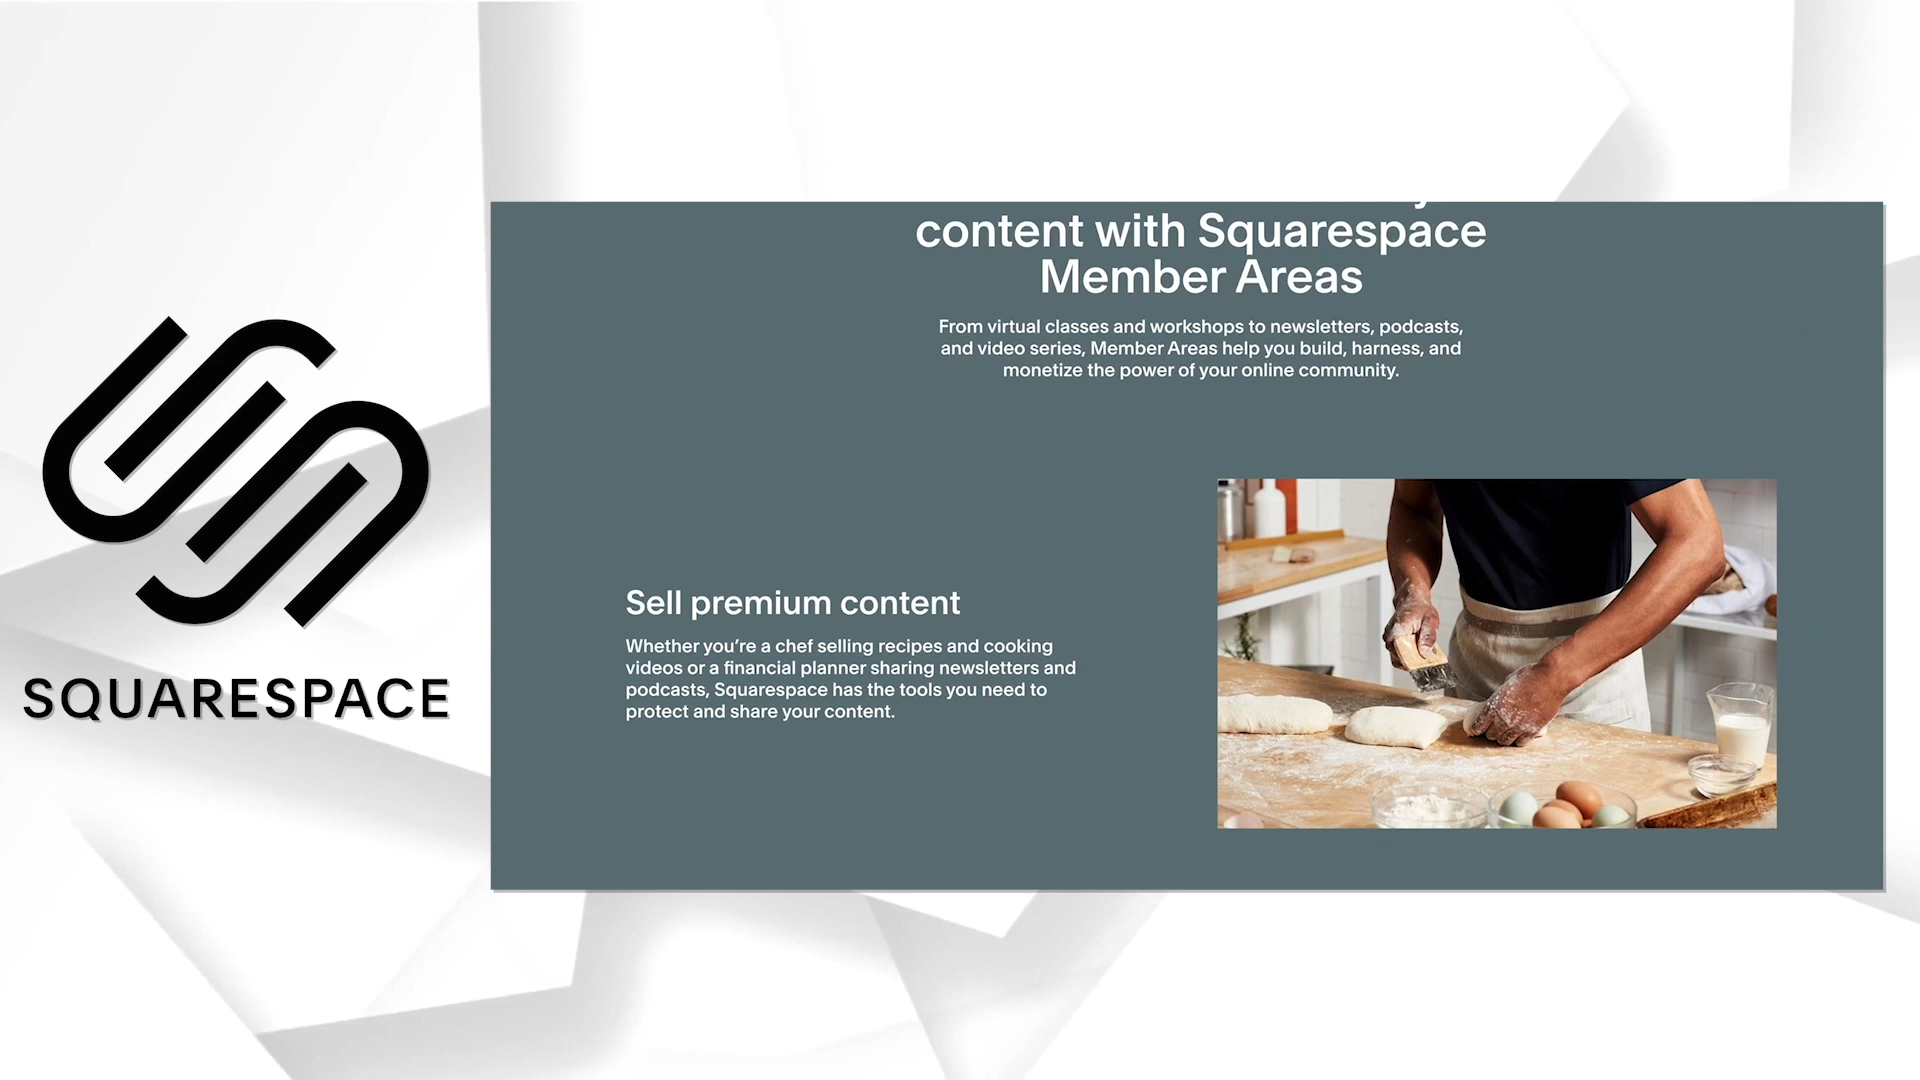 SQUARESPACE
content with Squarespace
Member Areas
From virtual classes and workshops to newsletters, podcasts,
and video series, Member Areas help you build, harness, and
monetize the power of your online community.
Sell premium content
Whether you’re a chef selling recipes and cooking
videos or a financial planner sharing newsletters and
podcasts, Squarespace has the tools you need to
protect and share your content.